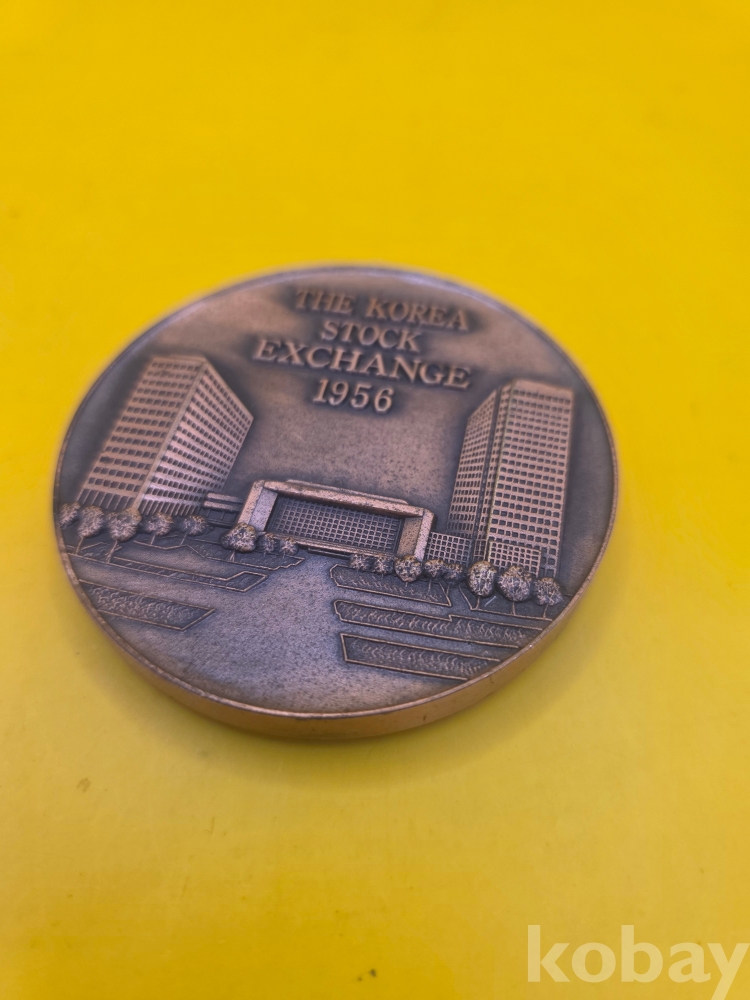 THE KOREA
STOCK
EXCHANGE
1956
kobay